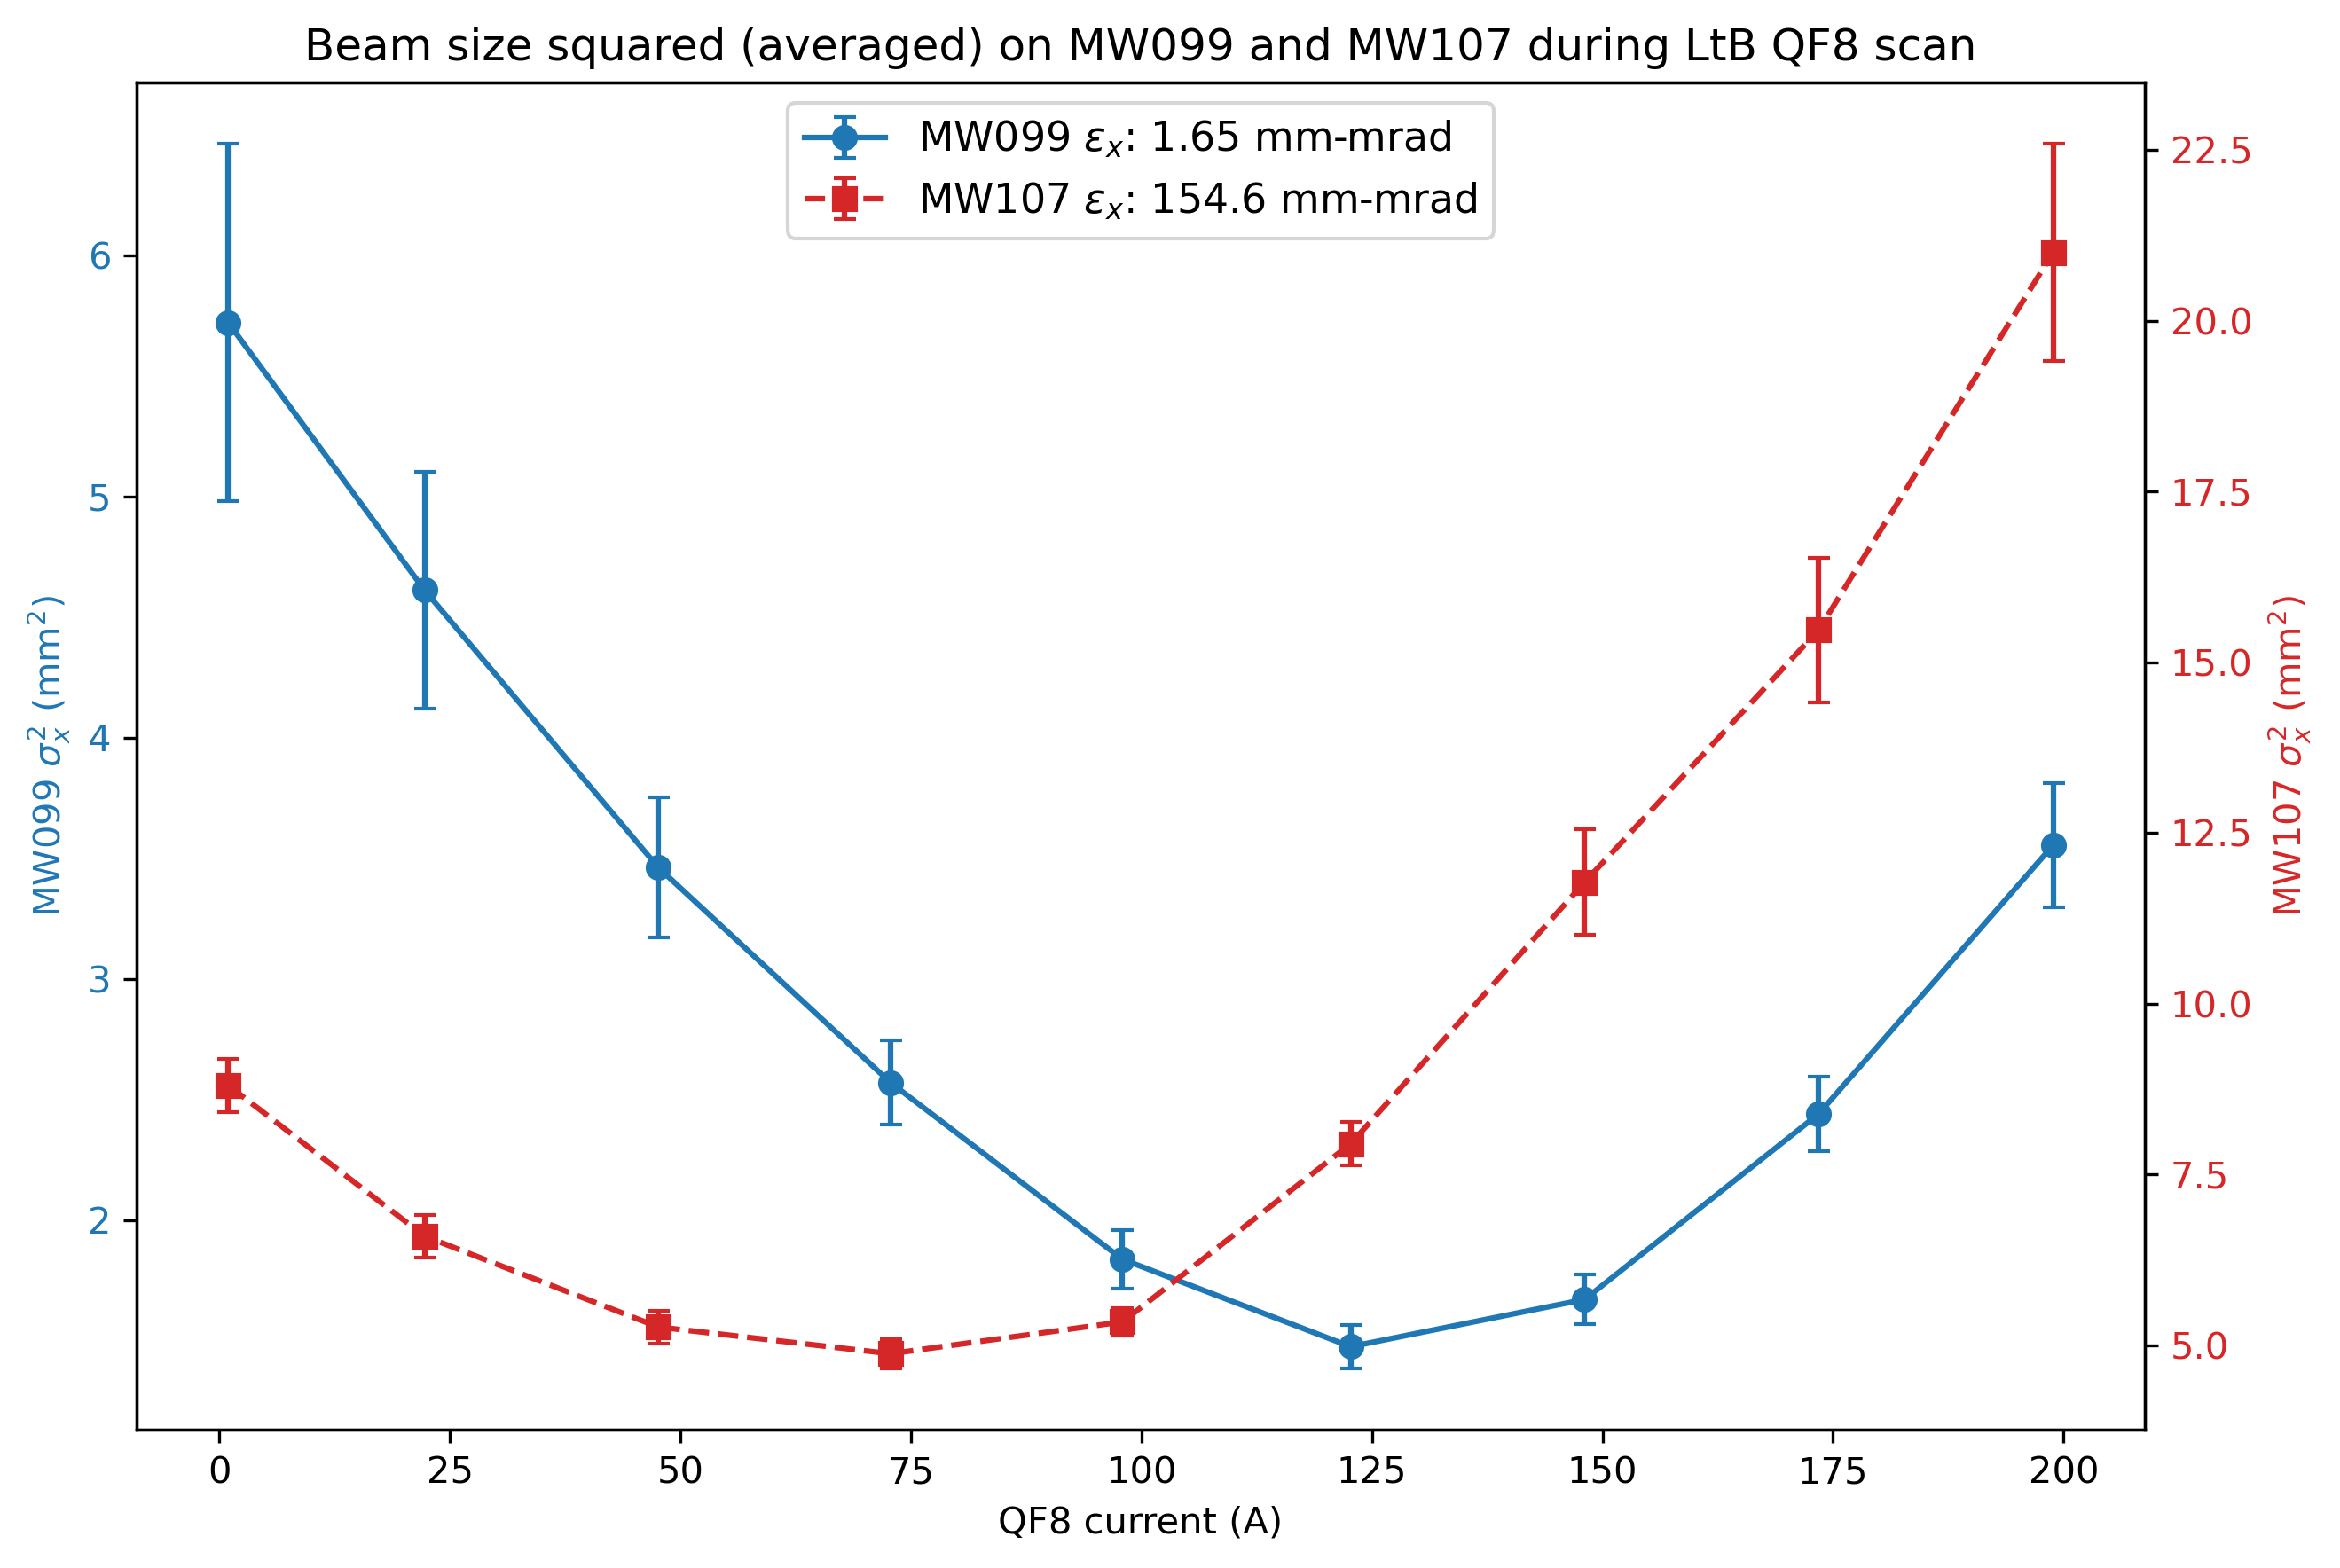 Beam size squared (averaged) on MW099 and MW107 during LtB QF8 scan
MW099 εₓ: 1.65 mm-mrad
MW107 εₓ: 154.6 mm-mrad
6
5
4
3
2
MW099 σₓ² (mm²)
22.5
20.0
17.5
15.0
12.5
10.0
7.5
5.0
MW107 σₓ² (mm²)
0 25 50 75 100 125 150 175 200
QF8 current (A)